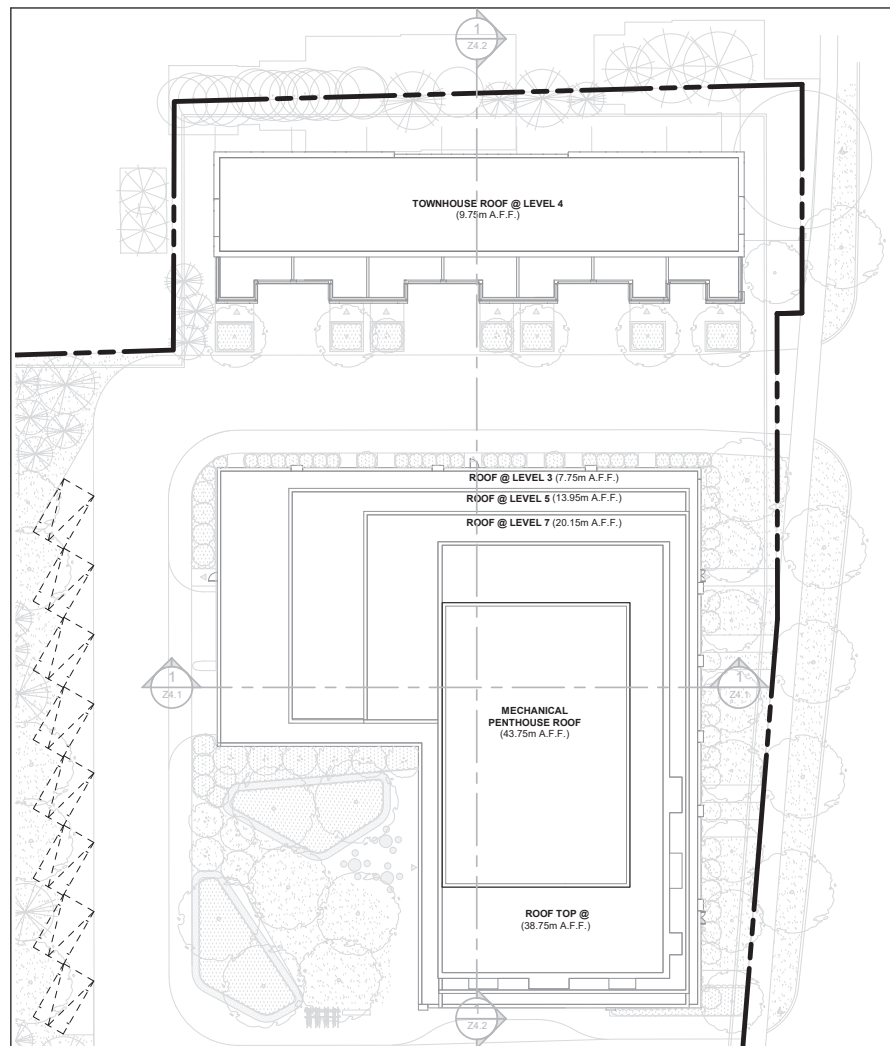 1
Z4.2
TOWNHOUSE ROOF @ LEVEL 4
(9.75m A.F.F.)
ROOF @ LEVEL 3 (7.75m A.F.F.)
ROOF @ LEVEL 5 (13.95m A.F.F.)
ROOF @ LEVEL 7 (20.15m A.F.F.)
1
Z4.1
1
Z4.1
MECHANICAL
PENTHOUSE ROOF
(43.75m A.F.F.)
ROOF TOP @
(38.75m A.F.F.)
1
Z4.2